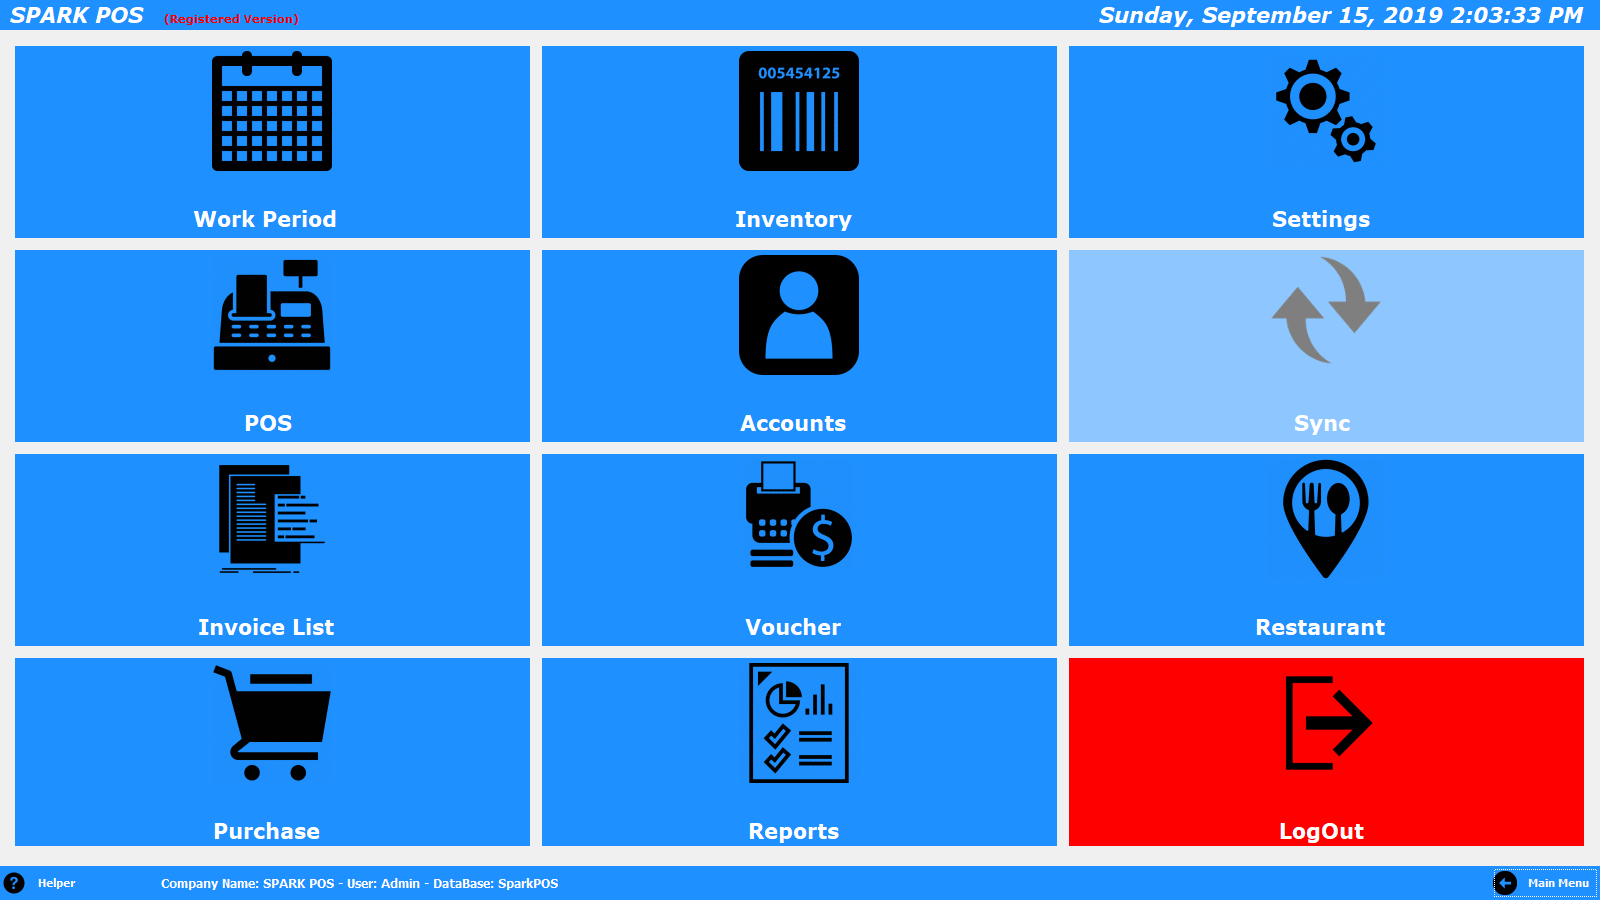 SPARK POS (Registered Version) Sunday, September 15, 2019 2:03:33 PM
005454125
Work Period Inventory Settings
POS Accounts Sync
$
Invoice List Voucher Restaurant
Purchase Reports LogOut
? Helper Company Name: SPARK POS - User: Admin - DataBase: SparkPOS Main Menu